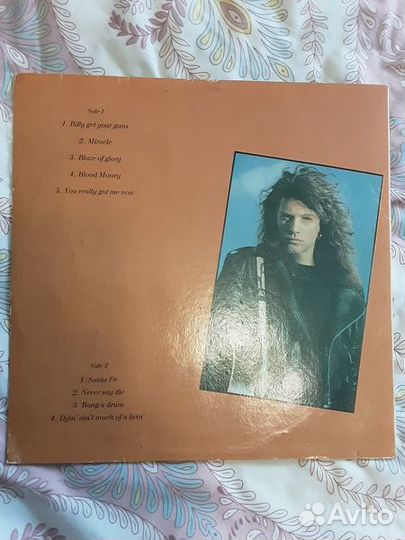 Side 1
1. Billy get your guns
2. Miracle
3. Blaze of glory
4. Blood Money
5. You really got me now
Side 2
1. Santa Fe
2. Never say die
3. Bang a drum
4. Dyin' ain't much of a livin'
Avito